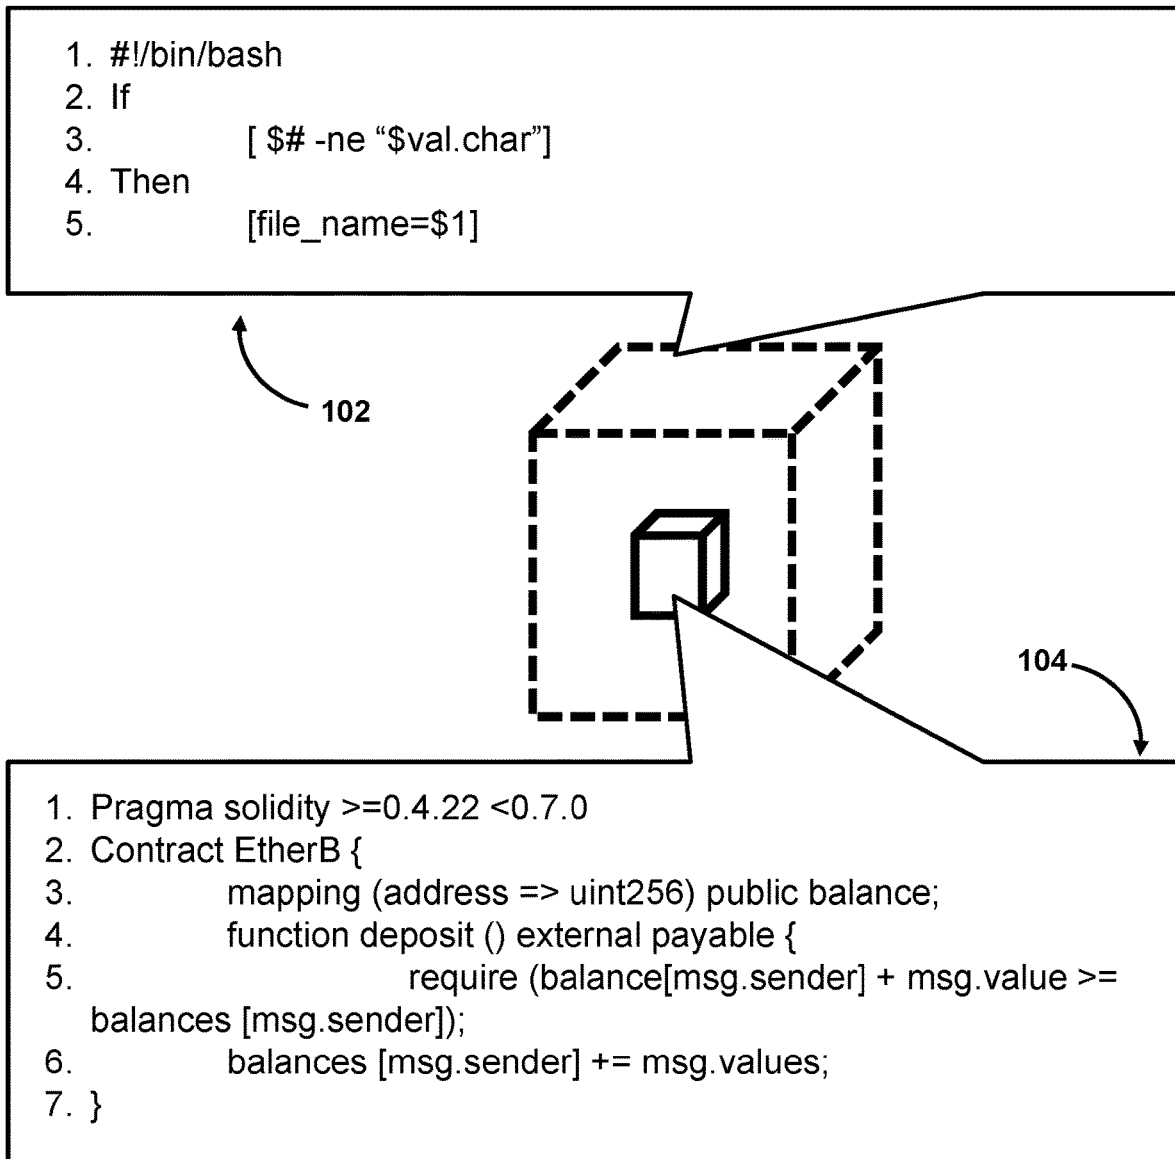 1. #!/bin/bash
2. If
3. [ $# -ne “$val.char”]
4. Then
5. [file_name=$1]
102
104
1. Pragma solidity >=0.4.22 <0.7.0
2. Contract EtherB {
3. mapping (address => uint256) public balance;
4. function deposit () external payable {
5. require (balance[msg.sender] + msg.value >=
balances [msg.sender]);
6. balances [msg.sender] += msg.values;
7. }